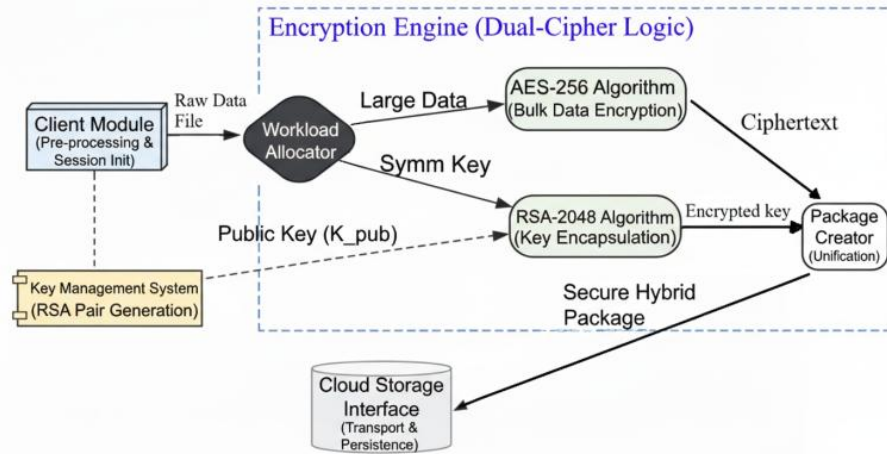 Encryption Engine (Dual-Cipher Logic)
Client Module
(Pre-processing &
Session Init)
Raw Data
File
Workload
Allocator
Large Data
AES-256 Algorithm
(Bulk Data Encryption)
Ciphertext
Symm Key
RSA-2048 Algorithm
(Key Encapsulation)
Encrypted key
Package
Creator
(Unification)
Public Key (K_pub)
Key Management System
(RSA Pair Generation)
Secure Hybrid
Package
Cloud Storage
Interface
(Transport &
Persistence)